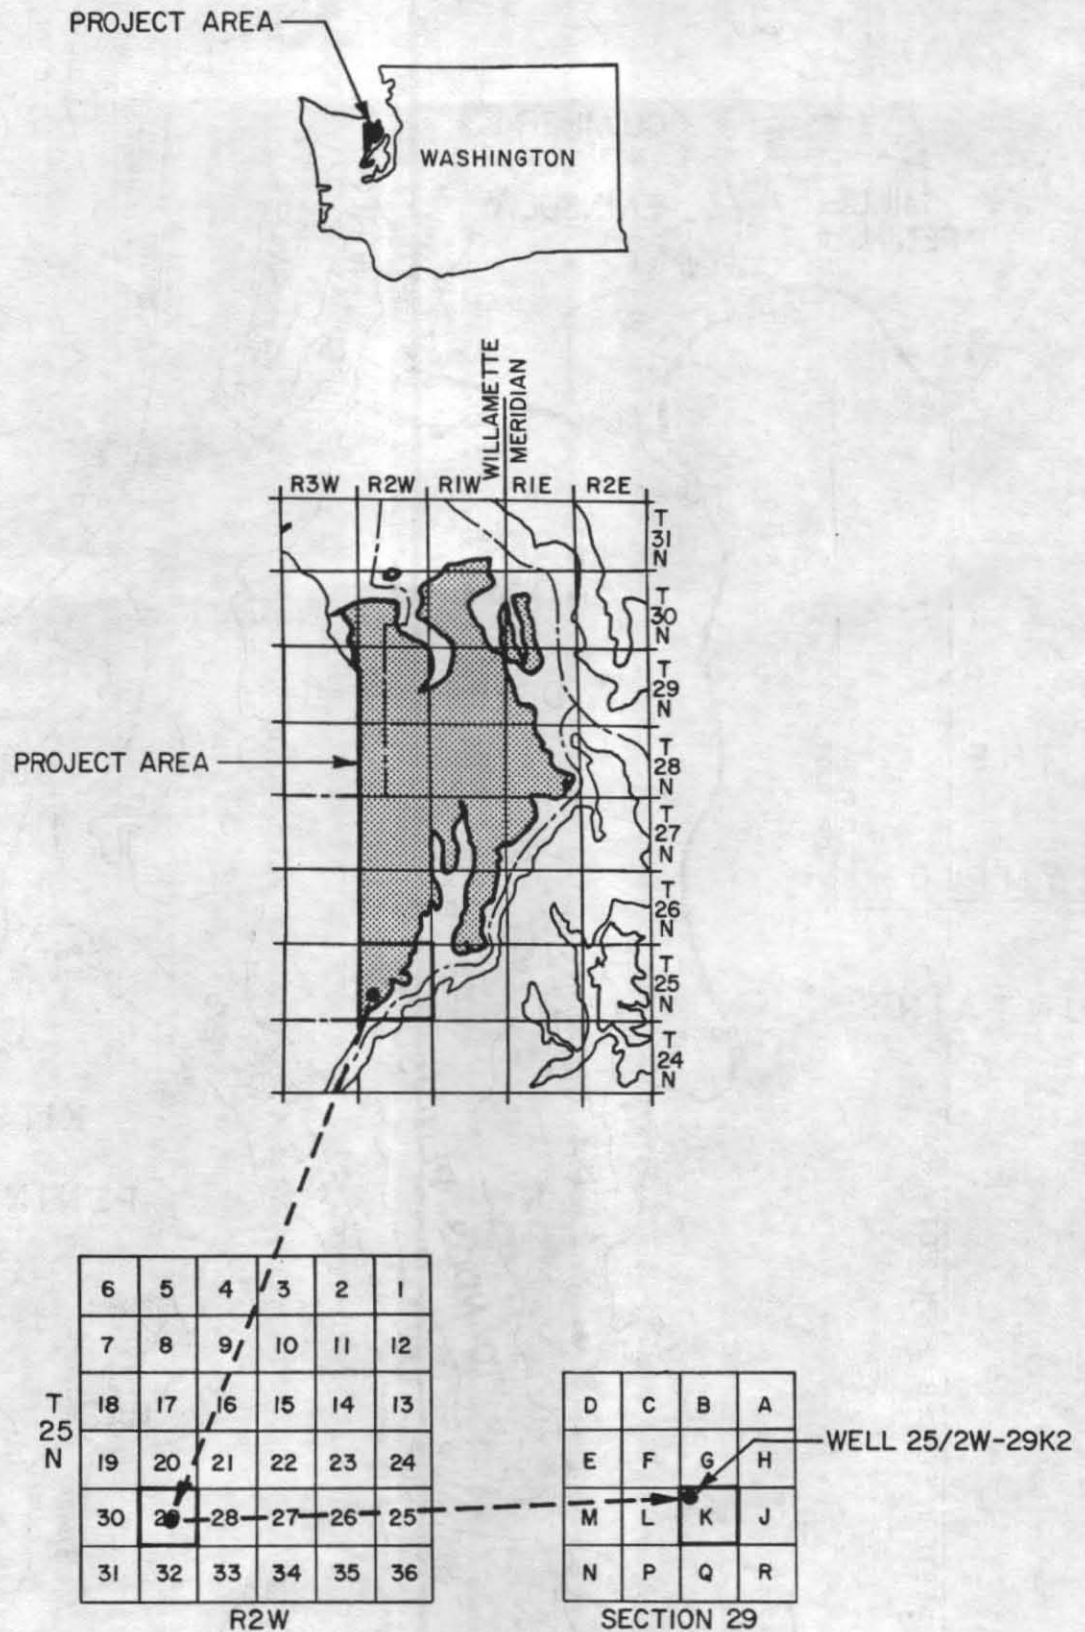 PROJECT AREA
WASHINGTON
WILLAMETTE
MERIDIAN
R3W R2W R1W R1E R2E
T
31
N
T
30
N
T
29
N
PROJECT AREA
T
28
N
T
27
N
T
26
N
T
25
N
T
24
N
6 5 4 3 2 1
7 8 9 10 11 12
T
25
N
18 17 16 15 14 13
19 20 21 22 23 24
30 29 28 27 26 25
31 32 33 34 35 36
R2W
D C B A
WELL 25/2W-29K2
E F G H
M L K J
N P Q R
SECTION 29